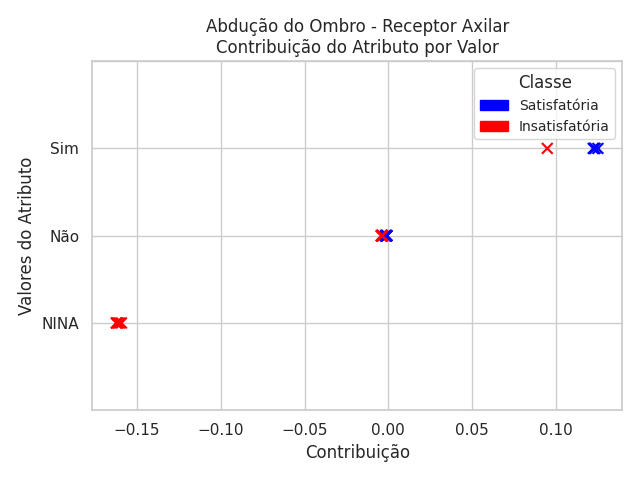 Abdução do Ombro - Receptor Axilar
Contribuição do Atributo por Valor
Classe
Satisfatória
Insatisfatória
Valores do Atributo
Sim
Não
NINA
−0.15
−0.10
−0.05
0.00
0.05
0.10
Contribuição